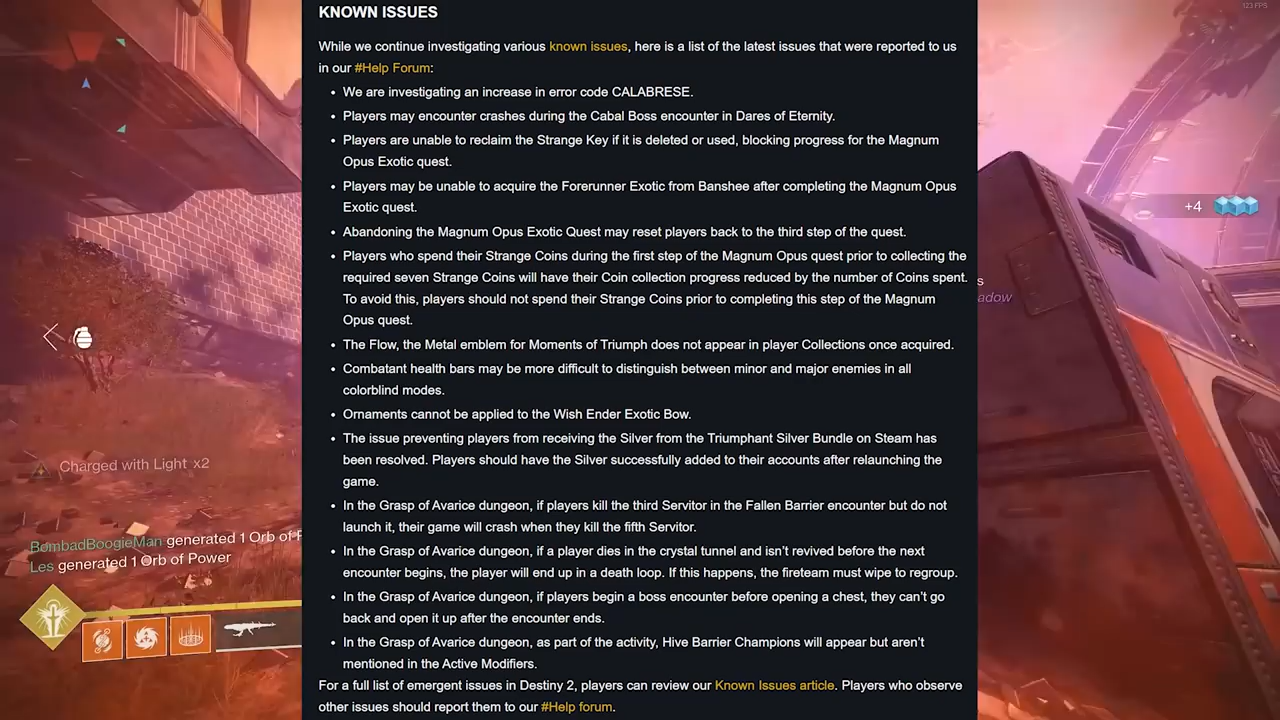 123 FPS
KNOWN ISSUES
While we continue investigating various known issues, here is a list of the latest issues that were reported to us
in our #Help Forum:
• We are investigating an increase in error code CALABRESE.
• Players may encounter crashes during the Cabal Boss encounter in Dares of Eternity.
• Players are unable to reclaim the Strange Key if it is deleted or used, blocking progress for the Magnum
Opus Exotic quest.
• Players may be unable to acquire the Forerunner Exotic from Banshee after completing the Magnum Opus
Exotic quest.
• Abandoning the Magnum Opus Exotic Quest may reset players back to the third step of the quest.
• Players who spend their Strange Coins during the first step of the Magnum Opus quest prior to collecting the
required seven Strange Coins will have their Coin collection progress reduced by the number of Coins spent.
To avoid this, players should not spend their Strange Coins prior to completing this step of the Magnum
Opus quest.
• The Flow, the Metal emblem for Moments of Triumph does not appear in player Collections once acquired.
• Combatant health bars may be more difficult to distinguish between minor and major enemies in all
colorblind modes.
• Ornaments cannot be applied to the Wish Ender Exotic Bow.
• The issue preventing players from receiving the Silver from the Triumphant Silver Bundle on Steam has
been resolved. Players should have the Silver successfully added to their accounts after relaunching the
game.
• In the Grasp of Avarice dungeon, if players kill the third Servitor in the Fallen Barrier encounter but do not
launch it, their game will crash when they kill the fifth Servitor.
• In the Grasp of Avarice dungeon, if a player dies in the crystal tunnel and isn't revived before the next
encounter begins, the player will end up in a death loop. If this happens, the fireteam must wipe to regroup.
• In the Grasp of Avarice dungeon, if players begin a boss encounter before opening a chest, they can't go
back and open it up after the encounter ends.
• In the Grasp of Avarice dungeon, as part of the activity, Hive Barrier Champions will appear but aren't
mentioned in the Active Modifiers.
For a full list of emergent issues in Destiny 2, players can review our Known Issues article. Players who observe
other issues should report them to our #Help forum.
+4
s
adow
Charged with Light x2
BombadBoogieMan generated 1 Orb of P
Les generated 1 Orb of Power